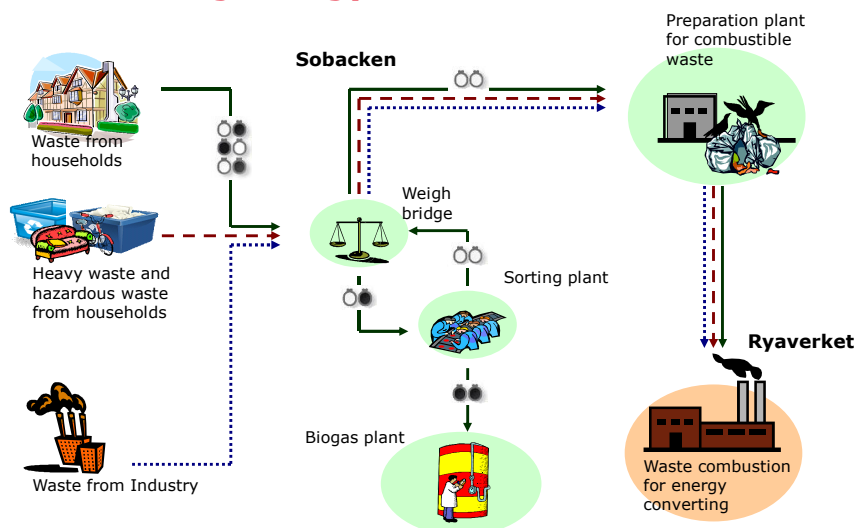 Preparation plant
for combustible
waste
Sobacken
Waste from
households
Weigh
bridge
Heavy waste and
hazardous waste
from households
Sorting plant
Ryaverket
Biogas plant
Waste from Industry
Waste combustion
for energy
converting